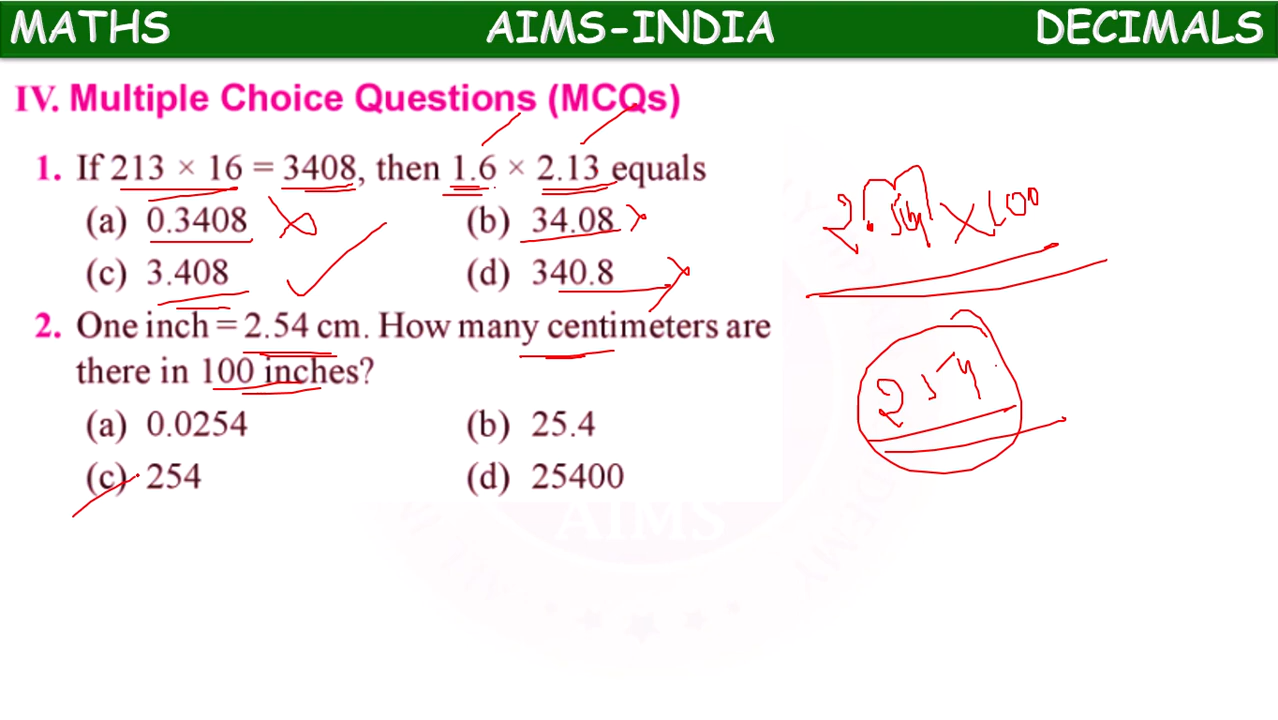 MATHS AIMS-INDIA DECIMALS
IV. Multiple Choice Questions (MCQs)
1. If 213 × 16 = 3408, then 1.6 × 2.13 equals
(a) 0.3408 (b) 34.08
(c) 3.408 (d) 340.8
2. One inch = 2.54 cm. How many centimeters are
there in 100 inches?
(a) 0.0254 (b) 25.4
(c) 254 (d) 25400
2.54 × 100
254
AIMS